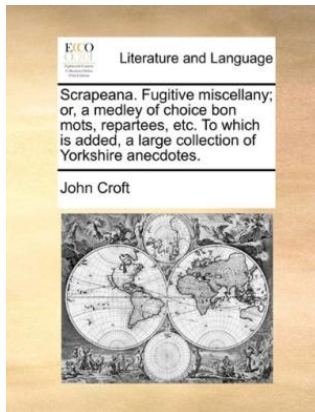 ECCO
Literature and Language
Scrapeana. Fugitive miscellany;
or, a medley of choice bon
mots, repartees, etc. To which
is added, a large collection of
Yorkshire anecdotes.
John Croft